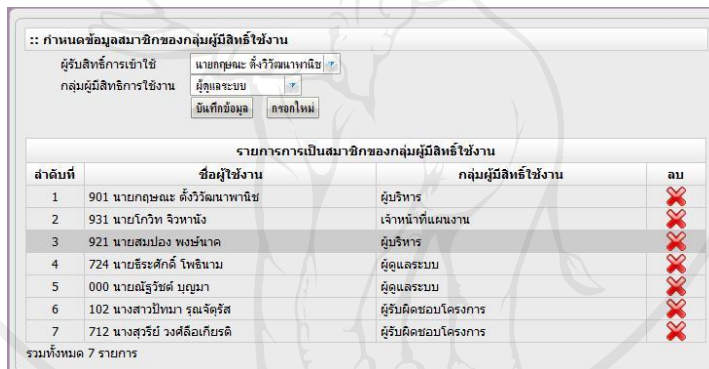 :: กำหนดข้อมูลสมาชิกของกลุ่มผู้มีสิทธิ์ใช้งาน
ผู้รับสิทธิ์การเข้าใช้ นายกฤษณะ ตั้งวิวัฒนาพานิช
กลุ่มผู้มีสิทธิการใช้งาน ผู้ดูแลระบบ
บันทึกข้อมูล กรอกใหม่
รายการการเป็นสมาชิกของกลุ่มผู้มีสิทธิ์ใช้งาน
ลำดับที่ ชื่อผู้ใช้งาน กลุ่มผู้มีสิทธิ์ใช้งาน ลบ
1 901 นายกฤษณะ ตั้งวิวัฒนาพานิช ผู้บริหาร
2 931 นายโกวิท จิวหานัง เจ้าหน้าที่แผนงาน
3 921 นายสมปอง พงษ์นาค ผู้บริหาร
4 724 นายธีระศักดิ์ โพธินาม ผู้ดูแลระบบ
5 000 นายณัฐวัชต์ บุญมา ผู้ดูแลระบบ
6 102 นางสาวปัทมา รุณจัตุรัส ผู้รับผิดชอบโครงการ
7 712 นางสุวรีย์ วงศ์ลือเกียรติ ผู้รับผิดชอบโครงการ
รวมทั้งหมด 7 รายการ